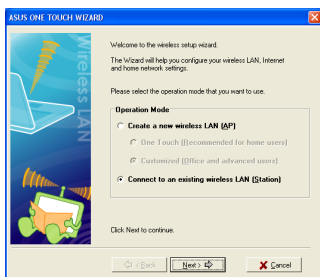 ASUS ONE TOUCH WIZARD
Wireless LAN
Welcome to the wireless setup wizard.
The Wizard will help you configure your wireless LAN, Internet
and home network settings.
Please select the operation mode that you want to use.
Operation Mode
Create a new wireless LAN (AP)
One Touch (Recommended for home users)
Customized (Office and advanced users)
Connect to an existing wireless LAN (Station)
Click Next to continue.
< Back
Next >
Cancel